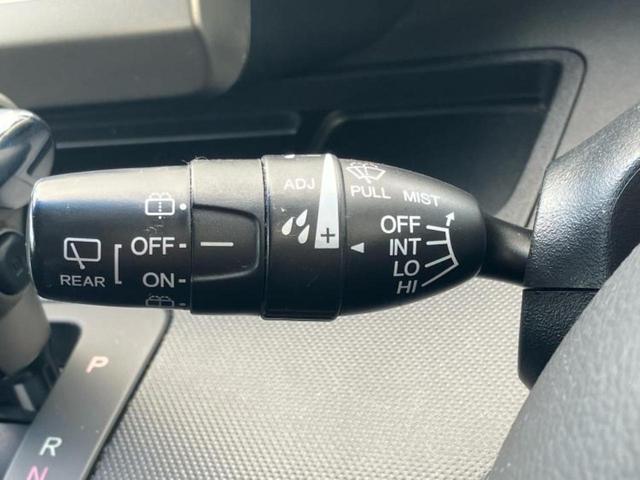 ADJ
PULL MIST
OFF
INT
LO
HI
OFF
ON
REAR
+
P
R
N